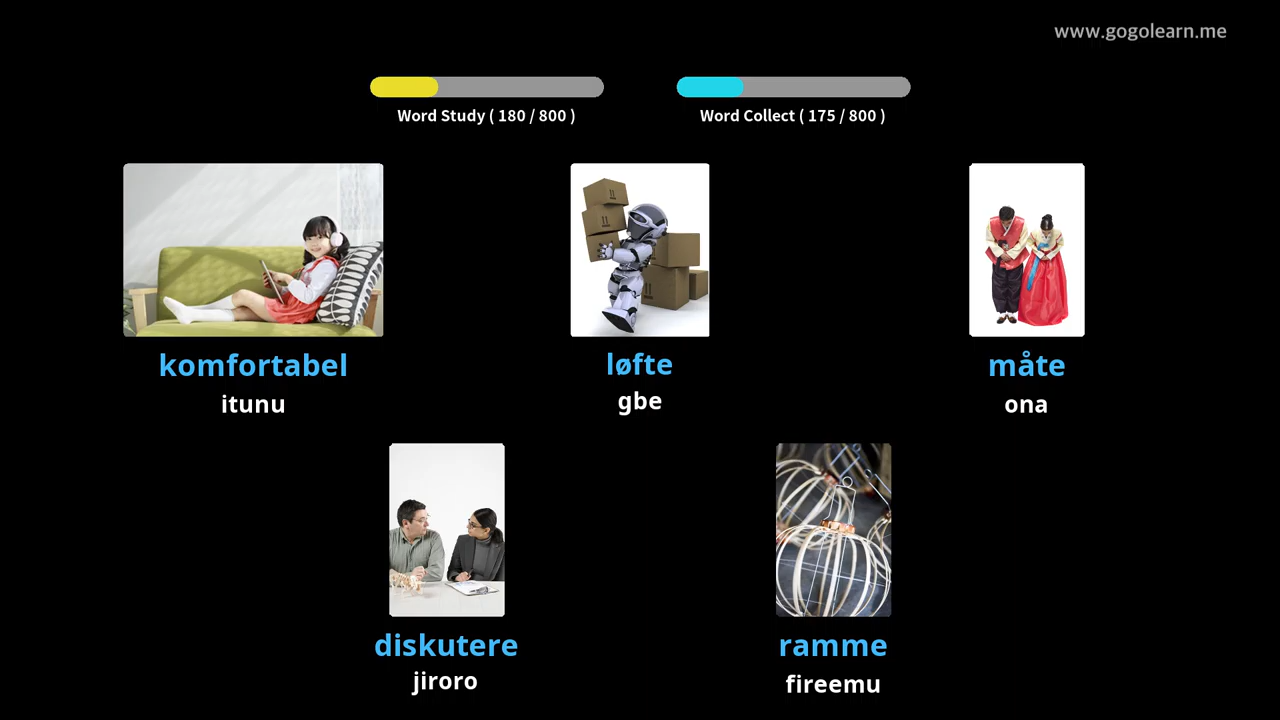 www.gogolearn.me
Word Study ( 180 / 800 )
Word Collect ( 175 / 800 )
komfortabel
itunu
løfte
gbe
måte
ona
diskutere
jiroro
ramme
fireemu